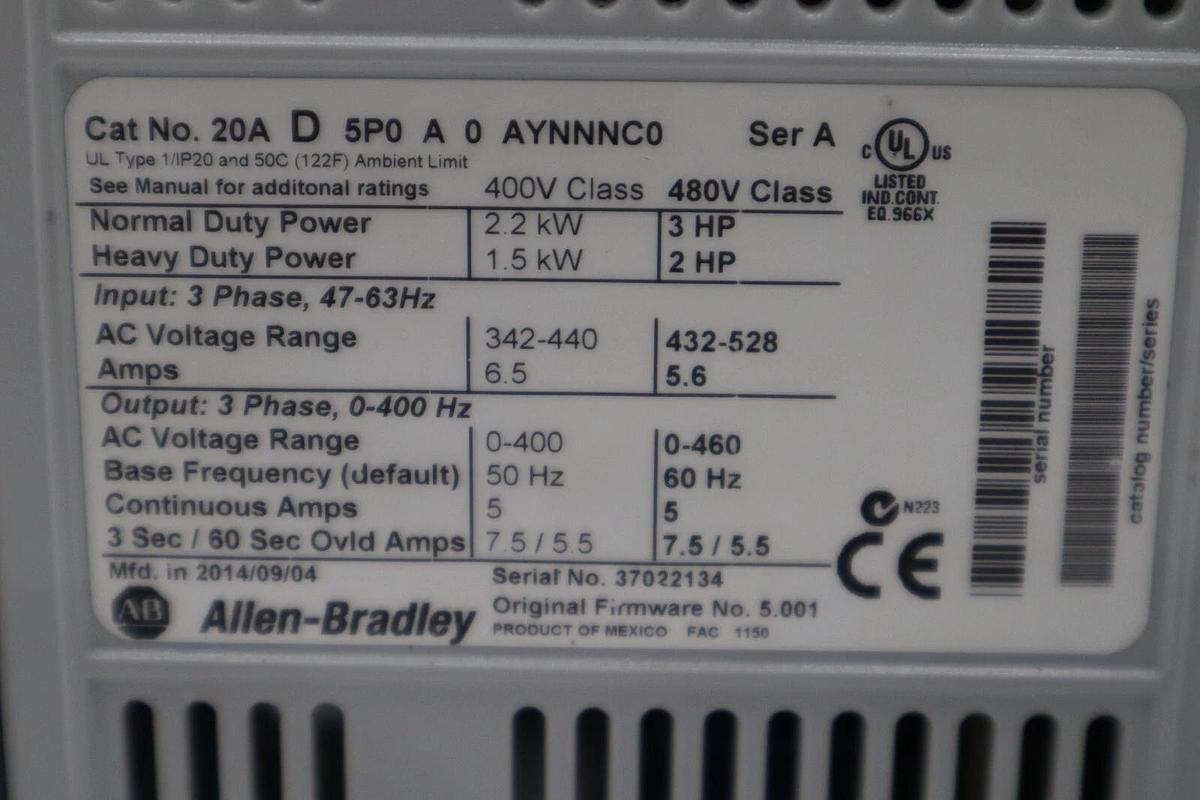 Cat No. 20A D 5P0 A 0 AYNNNC0 Ser A
UL Type 1/IP20 and 50C (122F) Ambient Limit
See Manual for additonal ratings 400V Class 480V Class
Normal Duty Power 2.2 kW 3 HP
Heavy Duty Power 1.5 kW 2 HP
Input: 3 Phase, 47-63Hz
AC Voltage Range 342-440 432-528
Amps 6.5 5.6
Output: 3 Phase, 0-400 Hz
AC Voltage Range 0-400 0-460
Base Frequency (default) 50 Hz 60 Hz
Continuous Amps 5 5
3 Sec / 60 Sec Ovld Amps 7.5 / 5.5 7.5 / 5.5
Mfd. in 2014/09/04 Serial No. 37022134
AB Allen-Bradley Original Firmware No. 5.001
PRODUCT OF MEXICO FAC 1150
C UL US
LISTED
IND.CONT.
EQ.966X
N223
CE
serial number
catalog number/series